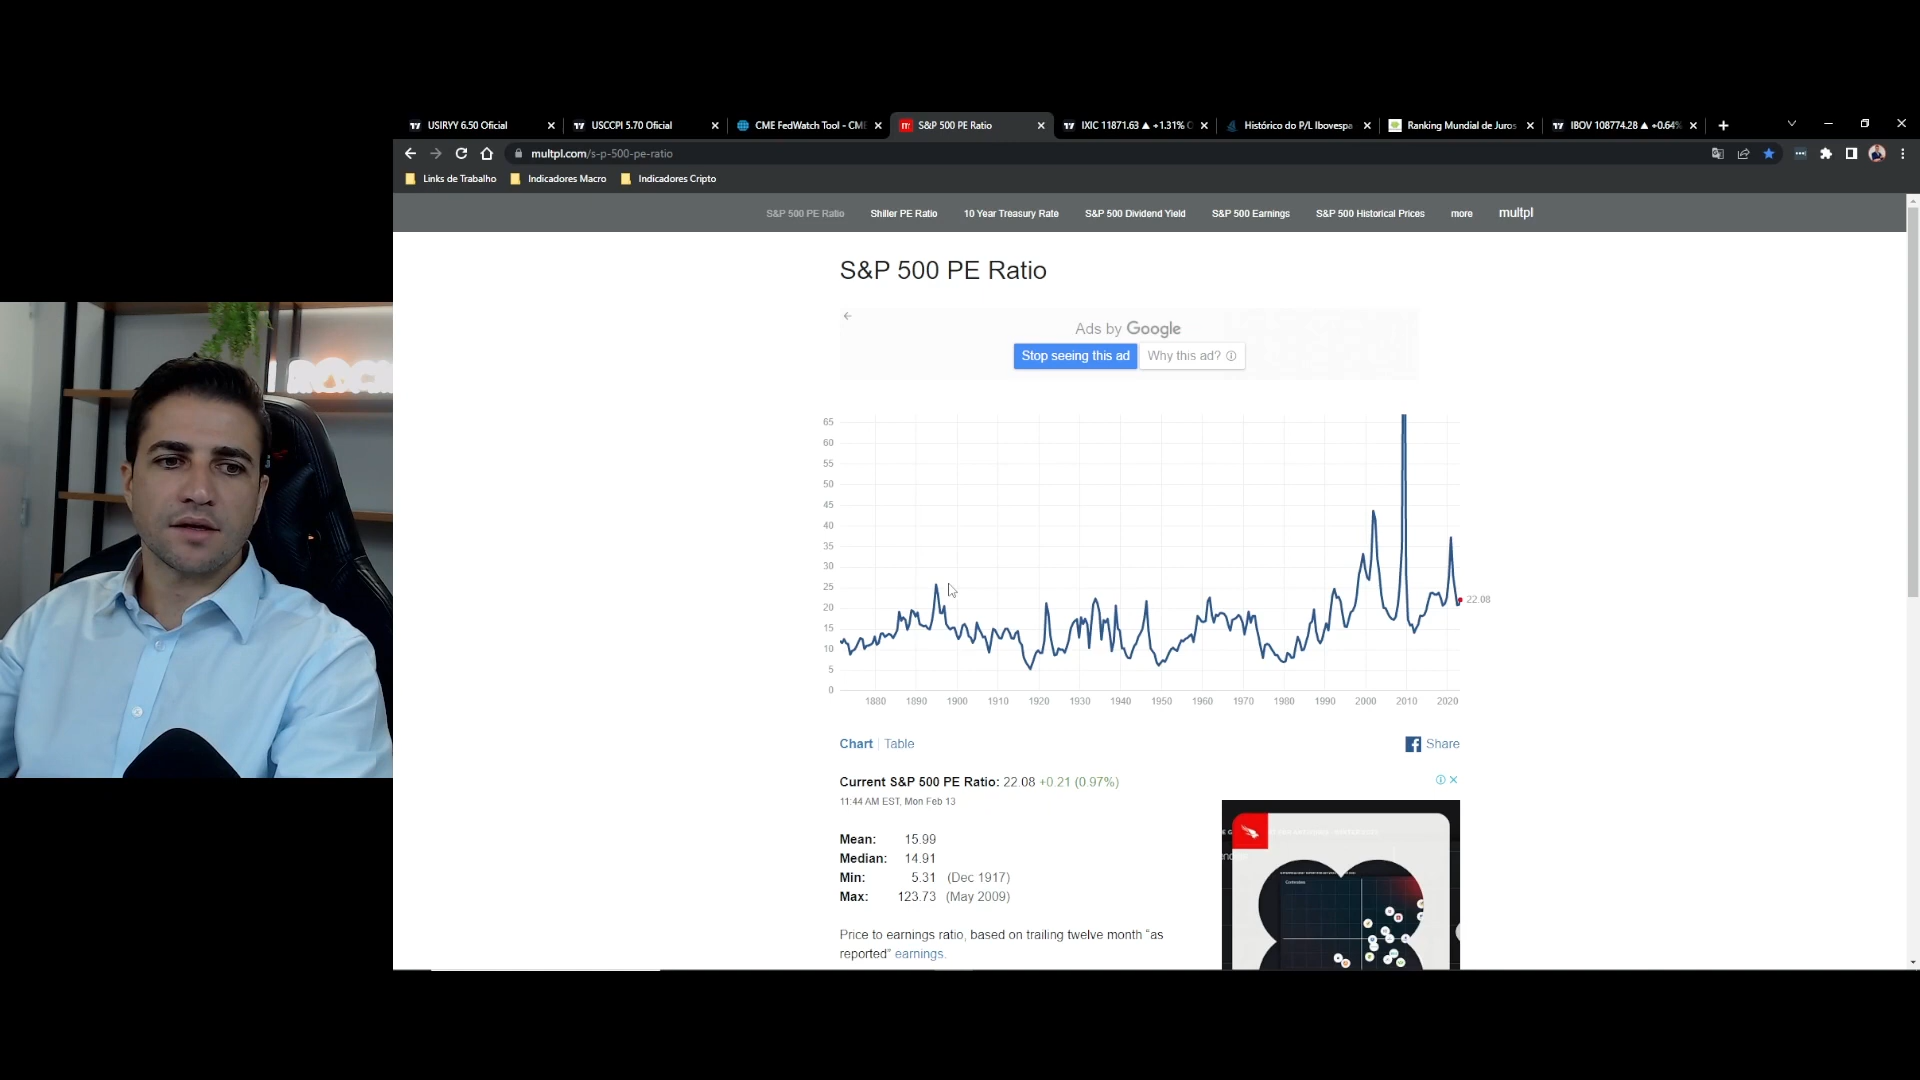 USIRYY 6.50 Oficial
USCCPI 5.70 Oficial
CME FedWatch Tool - CME
S&P 500 PE Ratio
IXIC 11871.63 ▲ +1.31%
Histórico do P/L Ibovespa
Ranking Mundial de Juros
IBOV 108774.28 ▲ +0.64%
multpl.com/s-p-500-pe-ratio
Links de Trabalho Indicadores Macro Indicadores Cripto
S&P 500 PE Ratio Shiller PE Ratio 10 Year Treasury Rate S&P 500 Dividend Yield S&P 500 Earnings S&P 500 Historical Prices more multpl
S&P 500 PE Ratio
Ads by Google
Stop seeing this ad Why this ad?
65
60
55
50
45
40
35
30
25
20
15
10
5
0
22.08
1880 1890 1900 1910 1920 1930 1940 1950 1960 1970 1980 1990 2000 2010 2020
Chart | Table
Share
Current S&P 500 PE Ratio: 22.08 +0.21 (0.97%)
11:44 AM EST, Mon Feb 13
Mean: 15.99
Median: 14.91
Min: 5.31 (Dec 1917)
Max: 123.73 (May 2009)
Price to earnings ratio, based on trailing twelve month “as
reported” earnings.